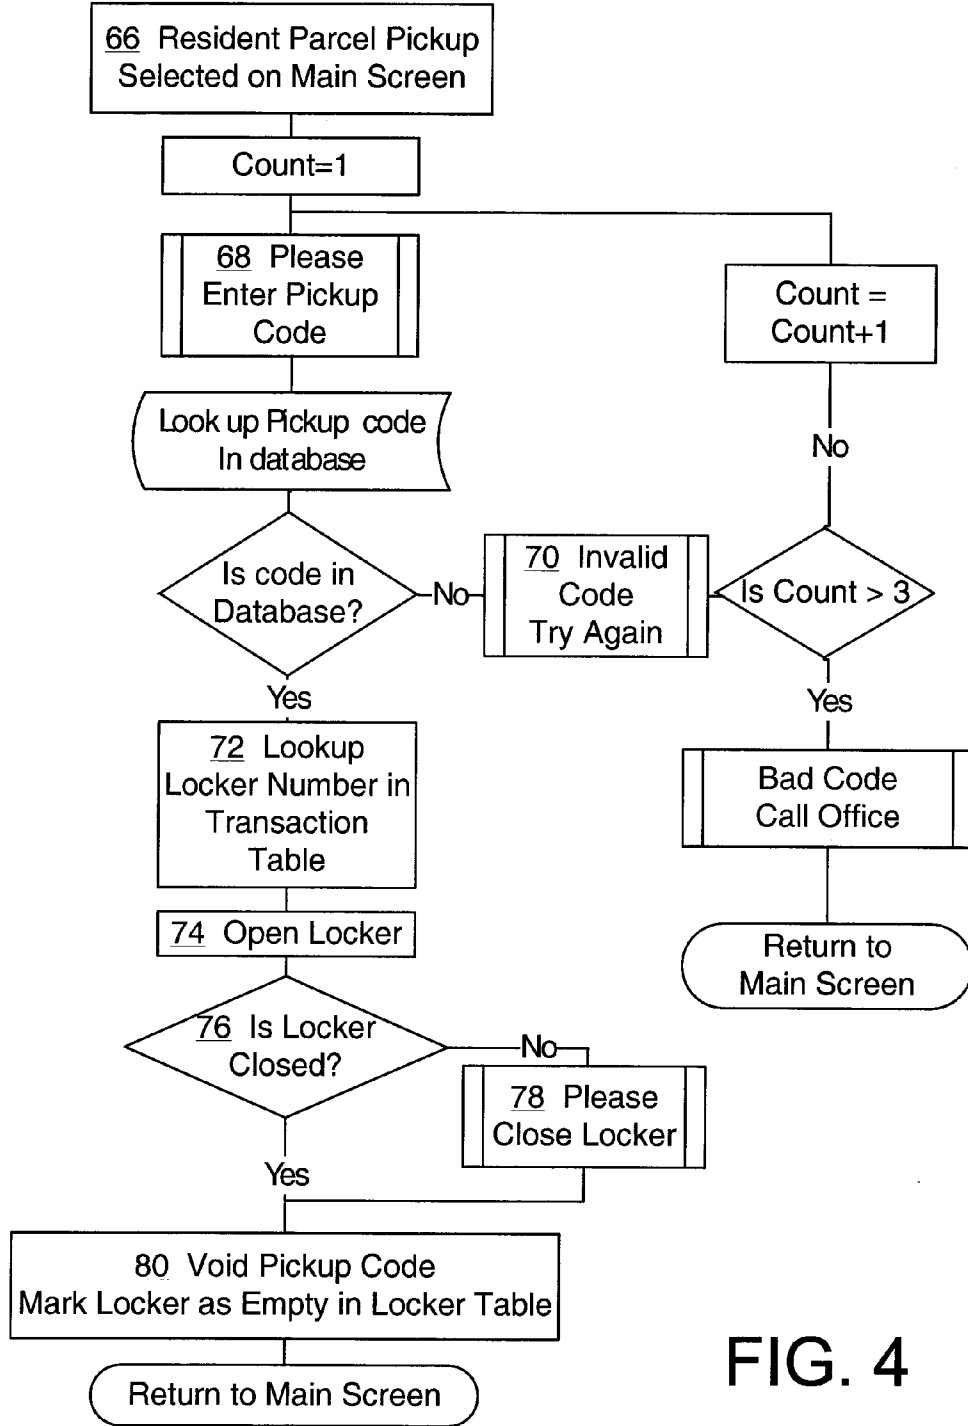 66 Resident Parcel Pickup
Selected on Main Screen
Count=1
68 Please
Enter Pickup
Code
Count =
Count+1
Look up Pickup code
In database
No
Is code in
Database?
No
70 Invalid
Code
Try Again
Is Count > 3
Yes
Yes
72 Lookup
Locker Number in
Transaction
Table
Bad Code
Call Office
74 Open Locker
Return to
Main Screen
76 Is Locker
Closed?
No
78 Please
Close Locker
Yes
80 Void Pickup Code
Mark Locker as Empty in Locker Table
Return to Main Screen
FIG. 4